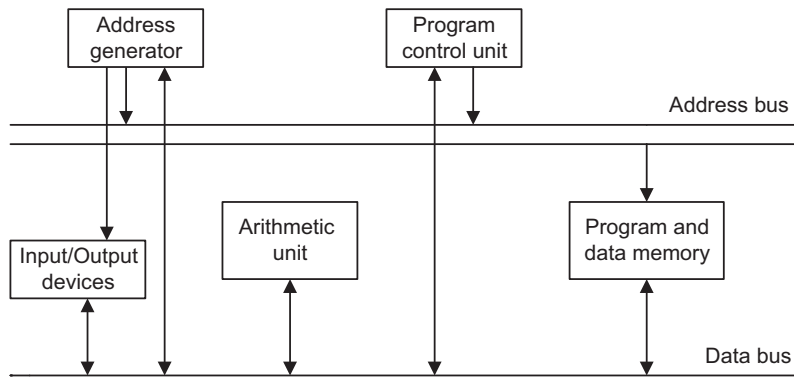 Address
generator
Program
control unit
Address bus
Input/Output
devices
Arithmetic
unit
Program and
data memory
Data bus